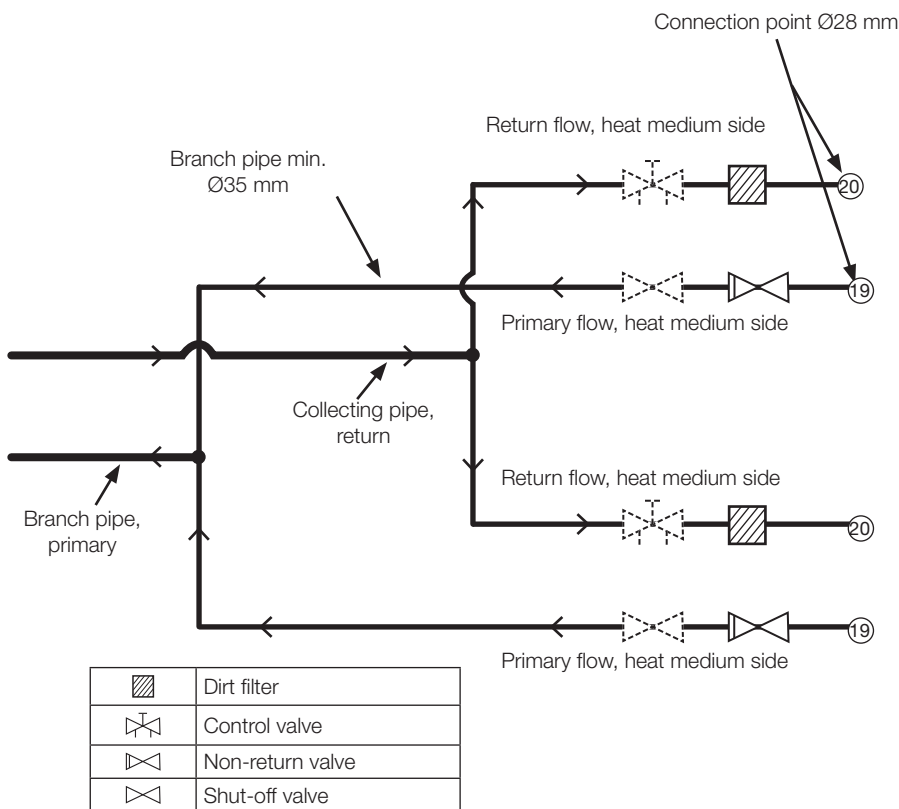 Connection point Ø28 mm
Return flow, heat medium side
Branch pipe min.
Ø35 mm
20
19
Primary flow, heat medium side
Collecting pipe,
return
Return flow, heat medium side
Branch pipe,
primary
20
19
Primary flow, heat medium side
Dirt filter
Control valve
Non-return valve
Shut-off valve